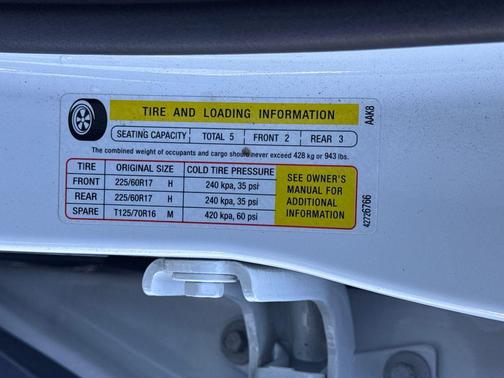 TIRE AND LOADING INFORMATION
SEATING CAPACITY TOTAL 5 FRONT 2 REAR 3
The combined weight of occupants and cargo should never exceed 428 kg or 943 lbs.
TIRE ORIGINAL SIZE COLD TIRE PRESSURE
FRONT 225/60R17 H 240 kpa, 35 psi
REAR 225/60R17 H 240 kpa, 35 psi
SPARE T125/70R16 M 420 kpa, 60 psi
SEE OWNER'S
MANUAL FOR
ADDITIONAL
INFORMATION
AAK8
42726766